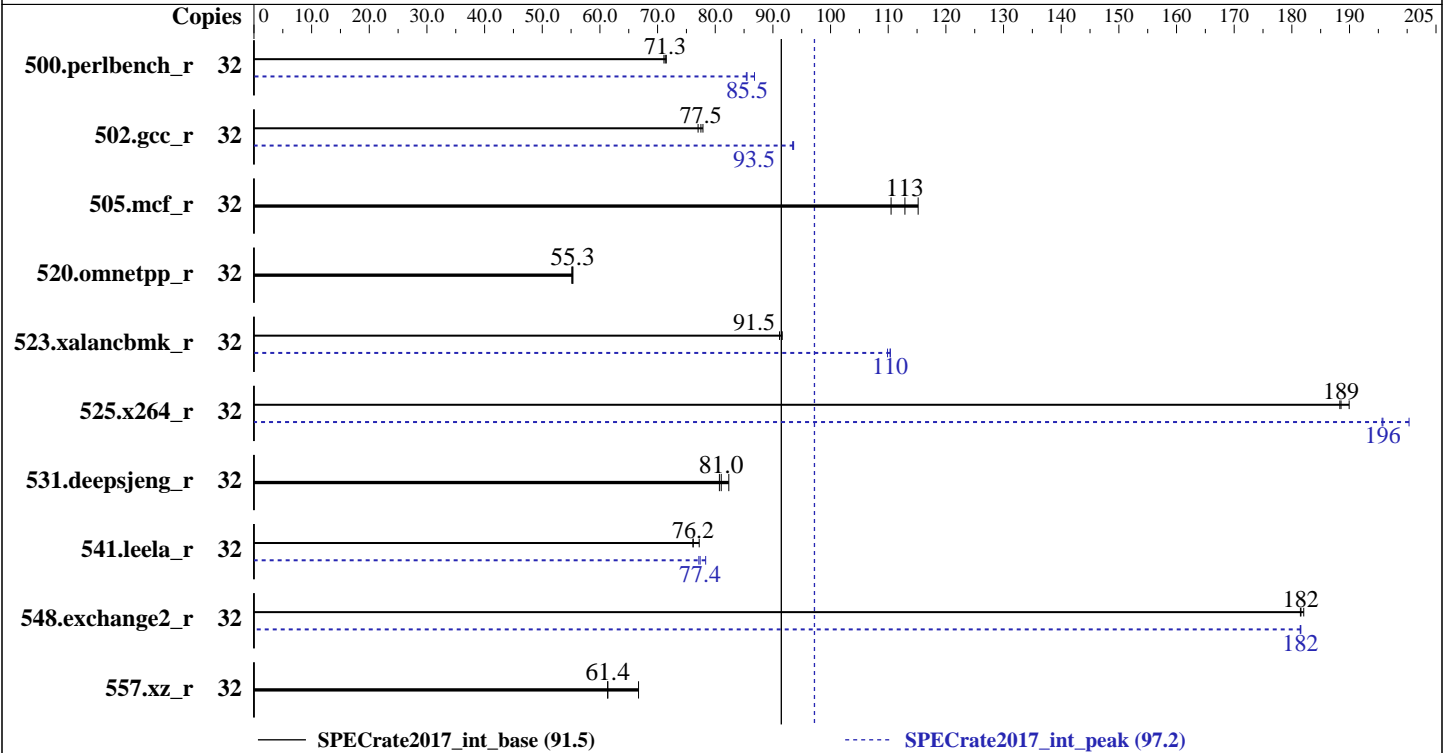 Copies 0 10.0 20.0 30.0 40.0 50.0 60.0 70.0 80.0 90.0 100 110 120 130 140 150 160 170 180 190 205
71.3
500.perlbench_r 32
85.5
77.5
502.gcc_r 32
93.5
113
505.mcf_r 32
55.3
520.omnetpp_r 32
91.5
523.xalancbmk_r 32
110
189
525.x264_r 32
196
81.0
531.deepsjeng_r 32
76.2
541.leela_r 32
77.4
182
548.exchange2_r 32
182
61.4
557.xz_r 32
SPECrate2017_int_base (91.5) SPECrate2017_int_peak (97.2)